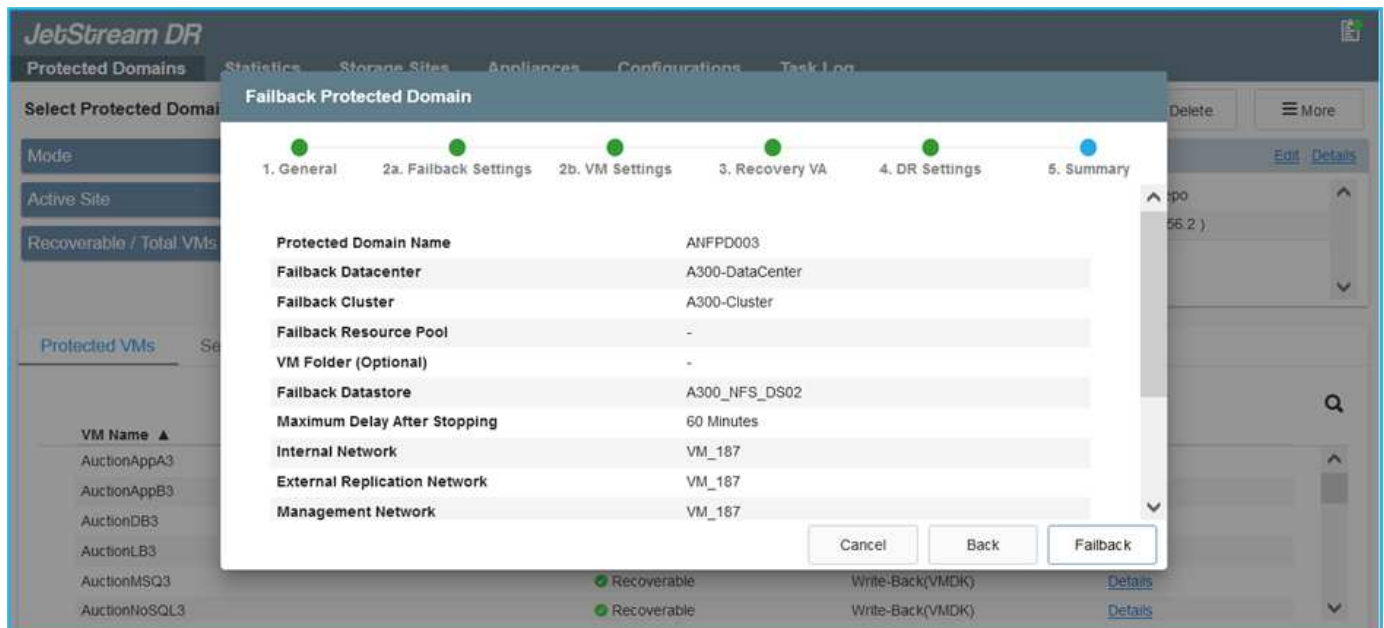 JetStream DR
Protected Domains Statistics Storage Sites Appliances Configurations Task Log
Select Protected Domai Delete More
Failback Protected Domain
Mode Edit Details
1. General 2a. Failback Settings 2b. VM Settings 3. Recovery VA 4. DR Settings 5. Summary
Active Site epo
56.2 )
Recoverable / Total VMs
Protected Domain Name ANFPD003
Failback Datacenter A300-DataCenter
Failback Cluster A300-Cluster
Failback Resource Pool -
Protected VMs Se
VM Folder (Optional) -
Failback Datastore A300_NFS_DS02
Maximum Delay After Stopping 60 Minutes
VM Name ▲
Internal Network VM_187
AuctionAppA3
External Replication Network VM_187
AuctionAppB3
Management Network VM_187
AuctionDB3
Cancel Back Failback
AuctionLB3
AuctionMSQ3 Recoverable Write-Back(VMDK) Details
AuctionNoSQL3 Recoverable Write-Back(VMDK) Details